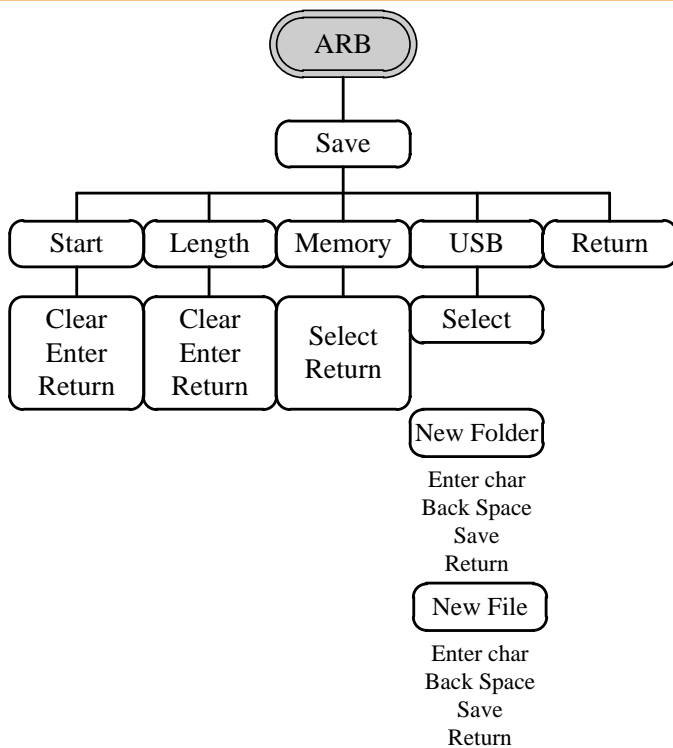 ARB
Save
Start
Length
Memory
USB
Return
Clear
Enter
Return
Clear
Enter
Return
Select
Return
Select
New Folder
Enter char
Back Space
Save
Return
New File
Enter char
Back Space
Save
Return